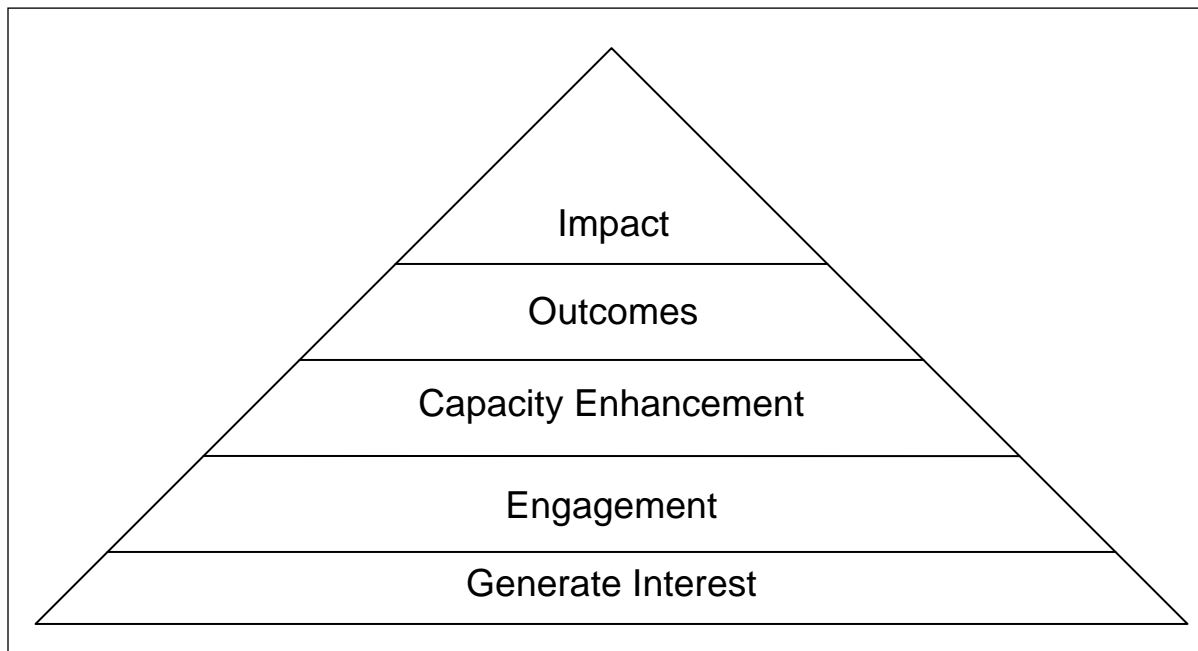 Impact
Outcomes
Capacity Enhancement
Engagement
Generate Interest